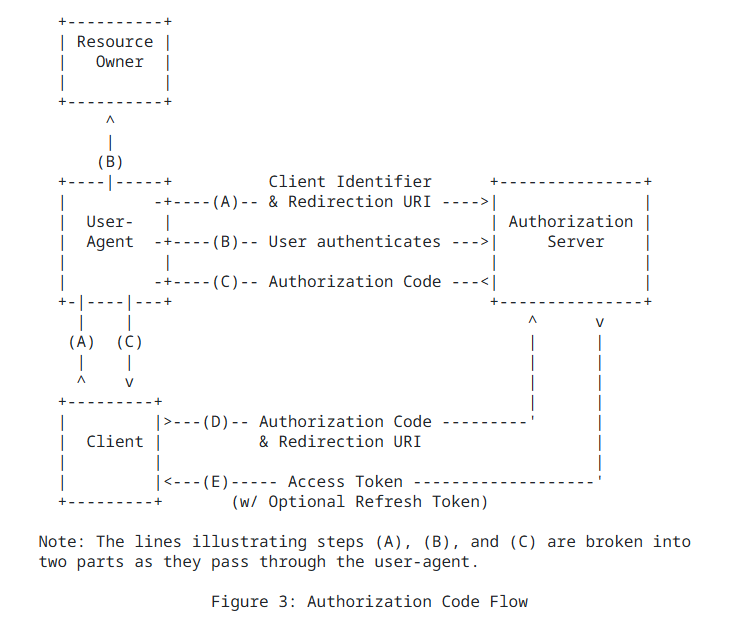 +----------+
| Resource |
|   Owner  |
|          |
+----------+
     ^
     |
    (B)
+----|-----+          Client Identifier      +---------------+
|         -+----(A)-- & Redirection URI ---->|               |
|  User-   |                                 | Authorization |
|  Agent  -+----(B)-- User authenticates --->|     Server    |
|          |                                 |               |
|         -+----(C)-- Authorization Code ---<|               |
+-|----|---+                                 +---------------+
  |    |                                         ^      v
 (A)  (C)                                        |      |
  |    |                                         |      |
  ^    v                                         |      |
+---------+                                      |      |
|         |>---(D)-- Authorization Code ---------'      |
|  Client |          & Redirection URI                  |
|         |                                             |
|         |<---(E)----- Access Token -------------------'
+---------+       (w/ Optional Refresh Token)
Note: The lines illustrating steps (A), (B), and (C) are broken into
two parts as they pass through the user-agent.
Figure 3: Authorization Code Flow